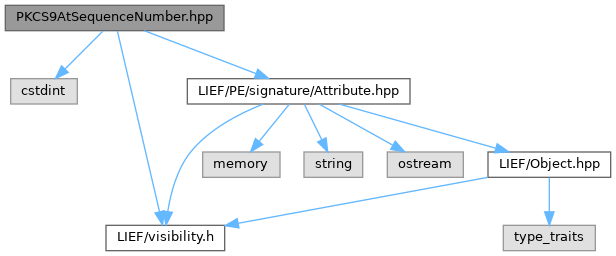 PKCS9AtSequenceNumber.hpp
cstdint
LIEF/PE/signature/Attribute.hpp
memory
string
ostream
LIEF/Object.hpp
LIEF/visibility.h
type_traits